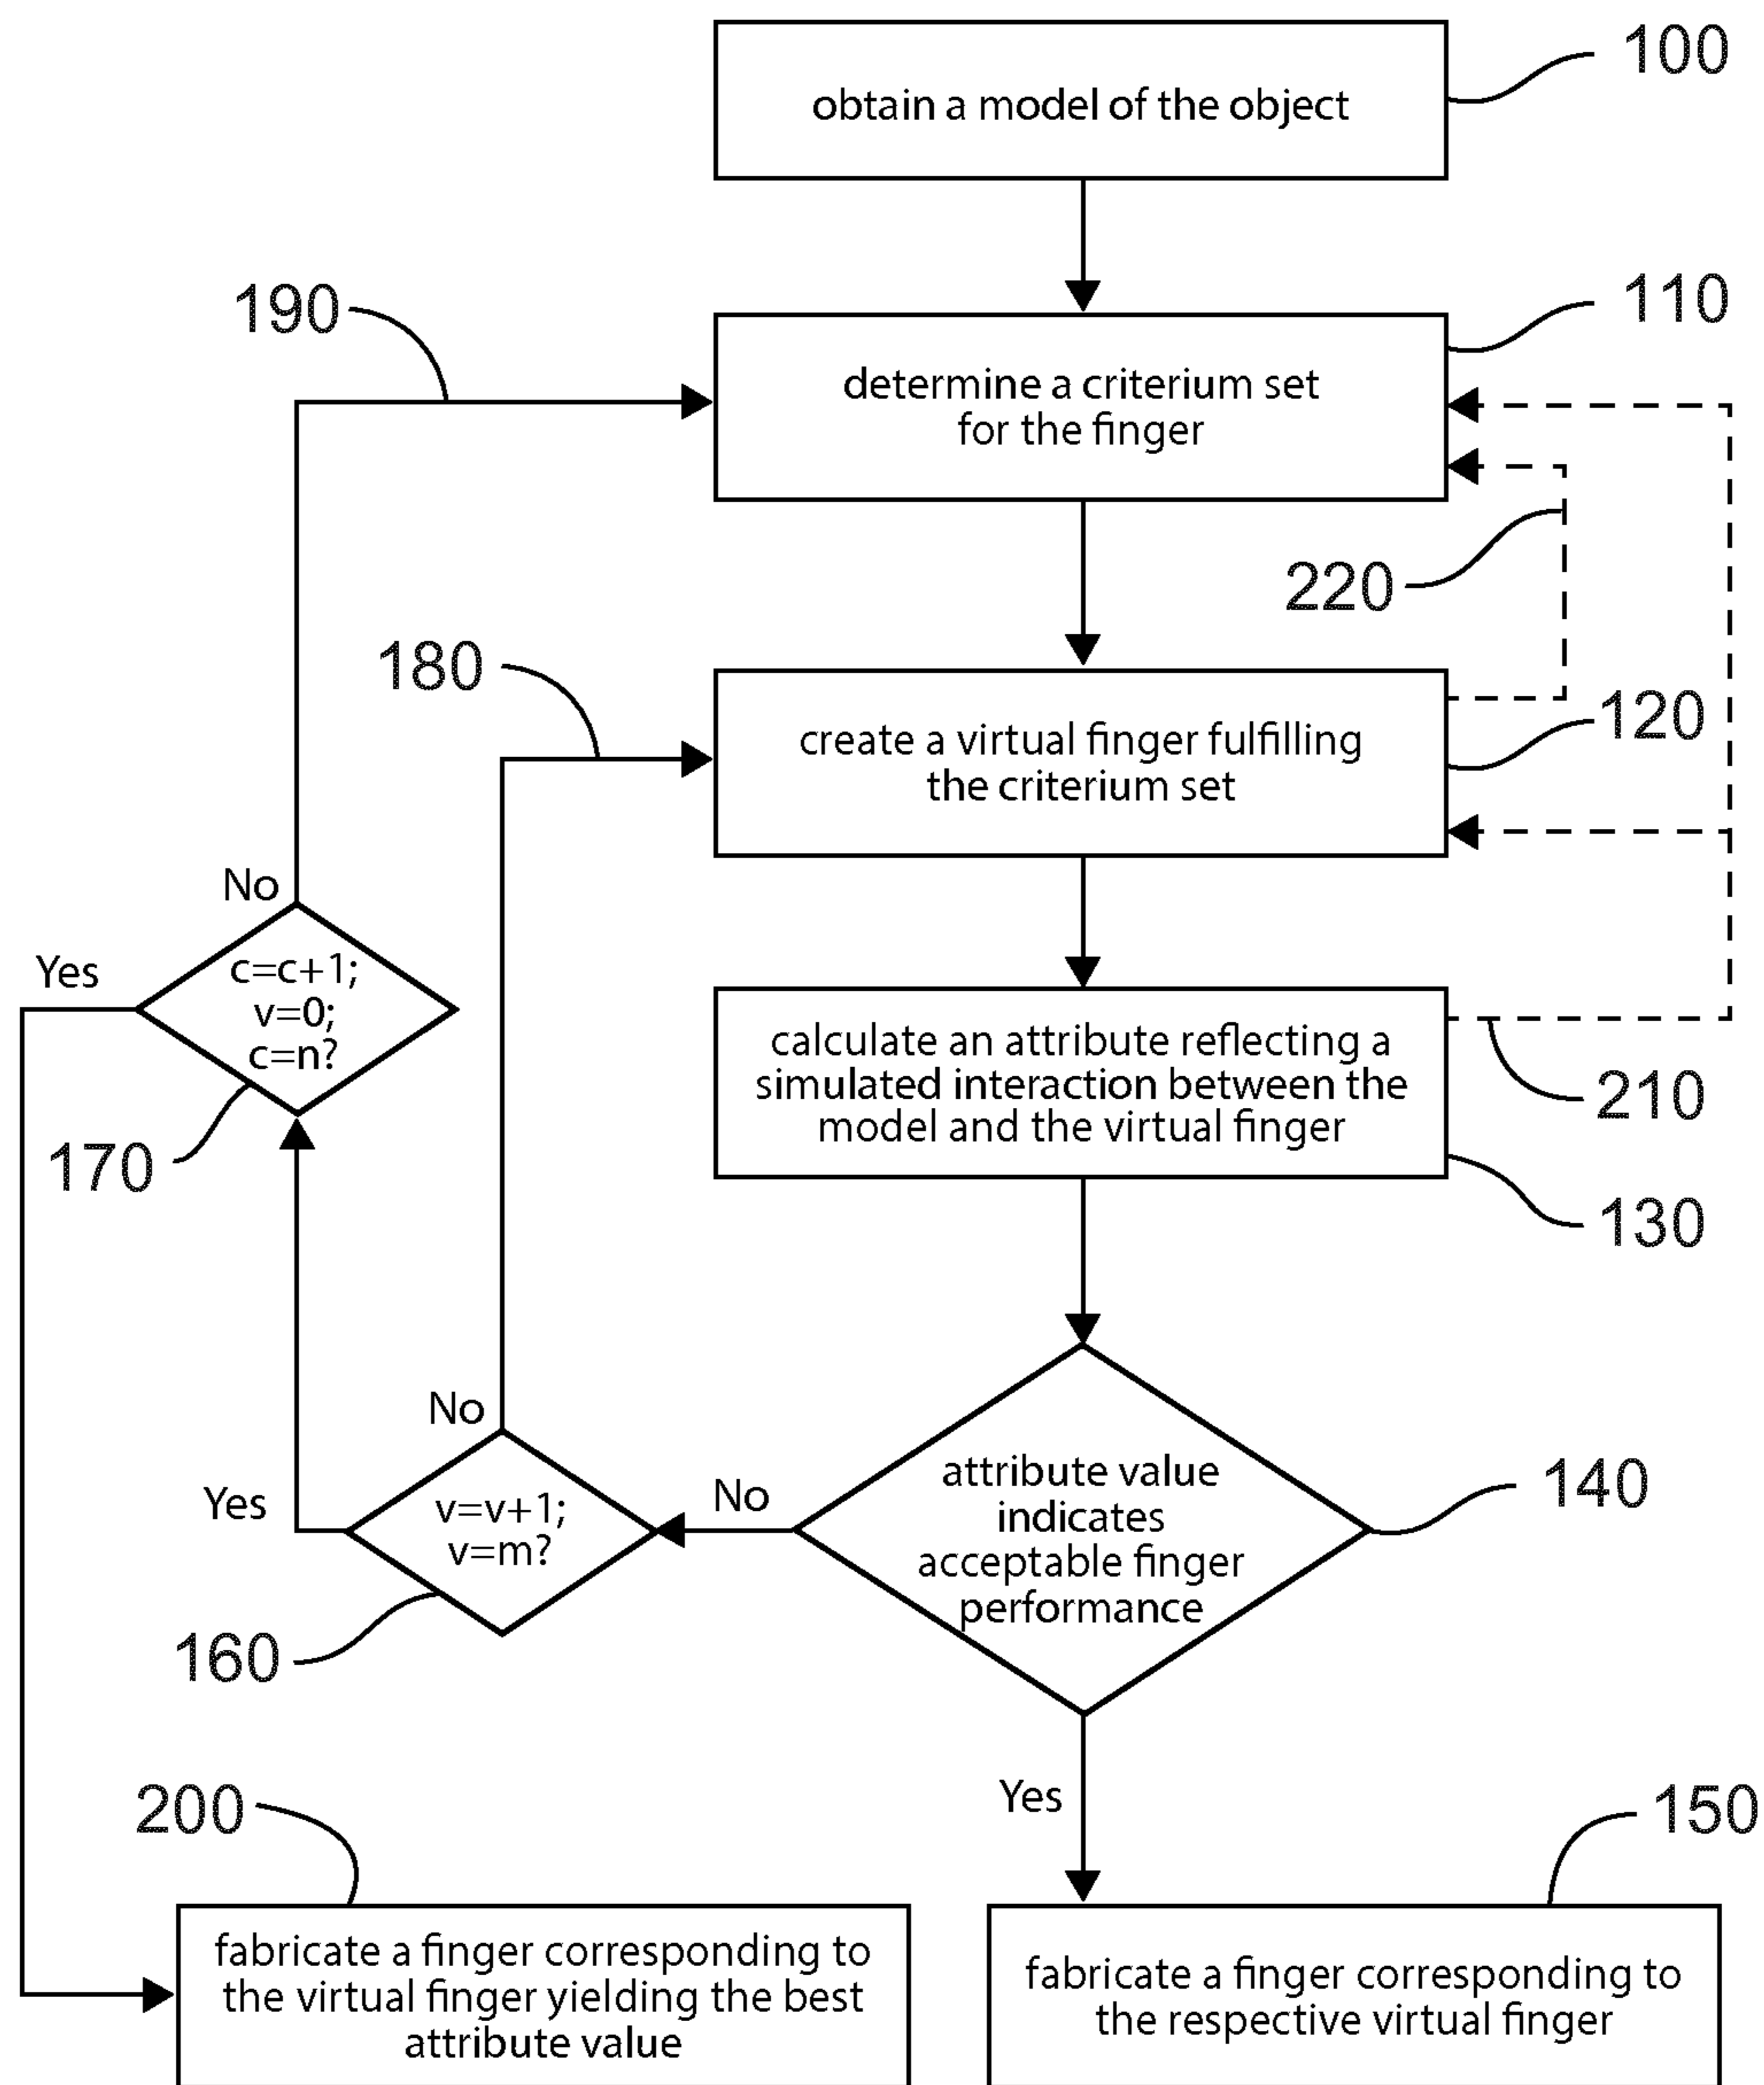 100
obtain a model of the object
190
110
determine a criterium set
for the finger
220
180
120
create a virtual finger fulfilling
the criterium set
No
Yes
c=c+1;
v=0;
c=n?
170
calculate an attribute reflecting a
simulated interaction between the
model and the virtual finger
210
130
No
Yes
v=v+1;
v=m?
160
No
attribute value
indicates
acceptable finger
performance
140
Yes
200
150
fabricate a finger corresponding to
the virtual finger yielding the best
attribute value
fabricate a finger corresponding to
the respective virtual finger